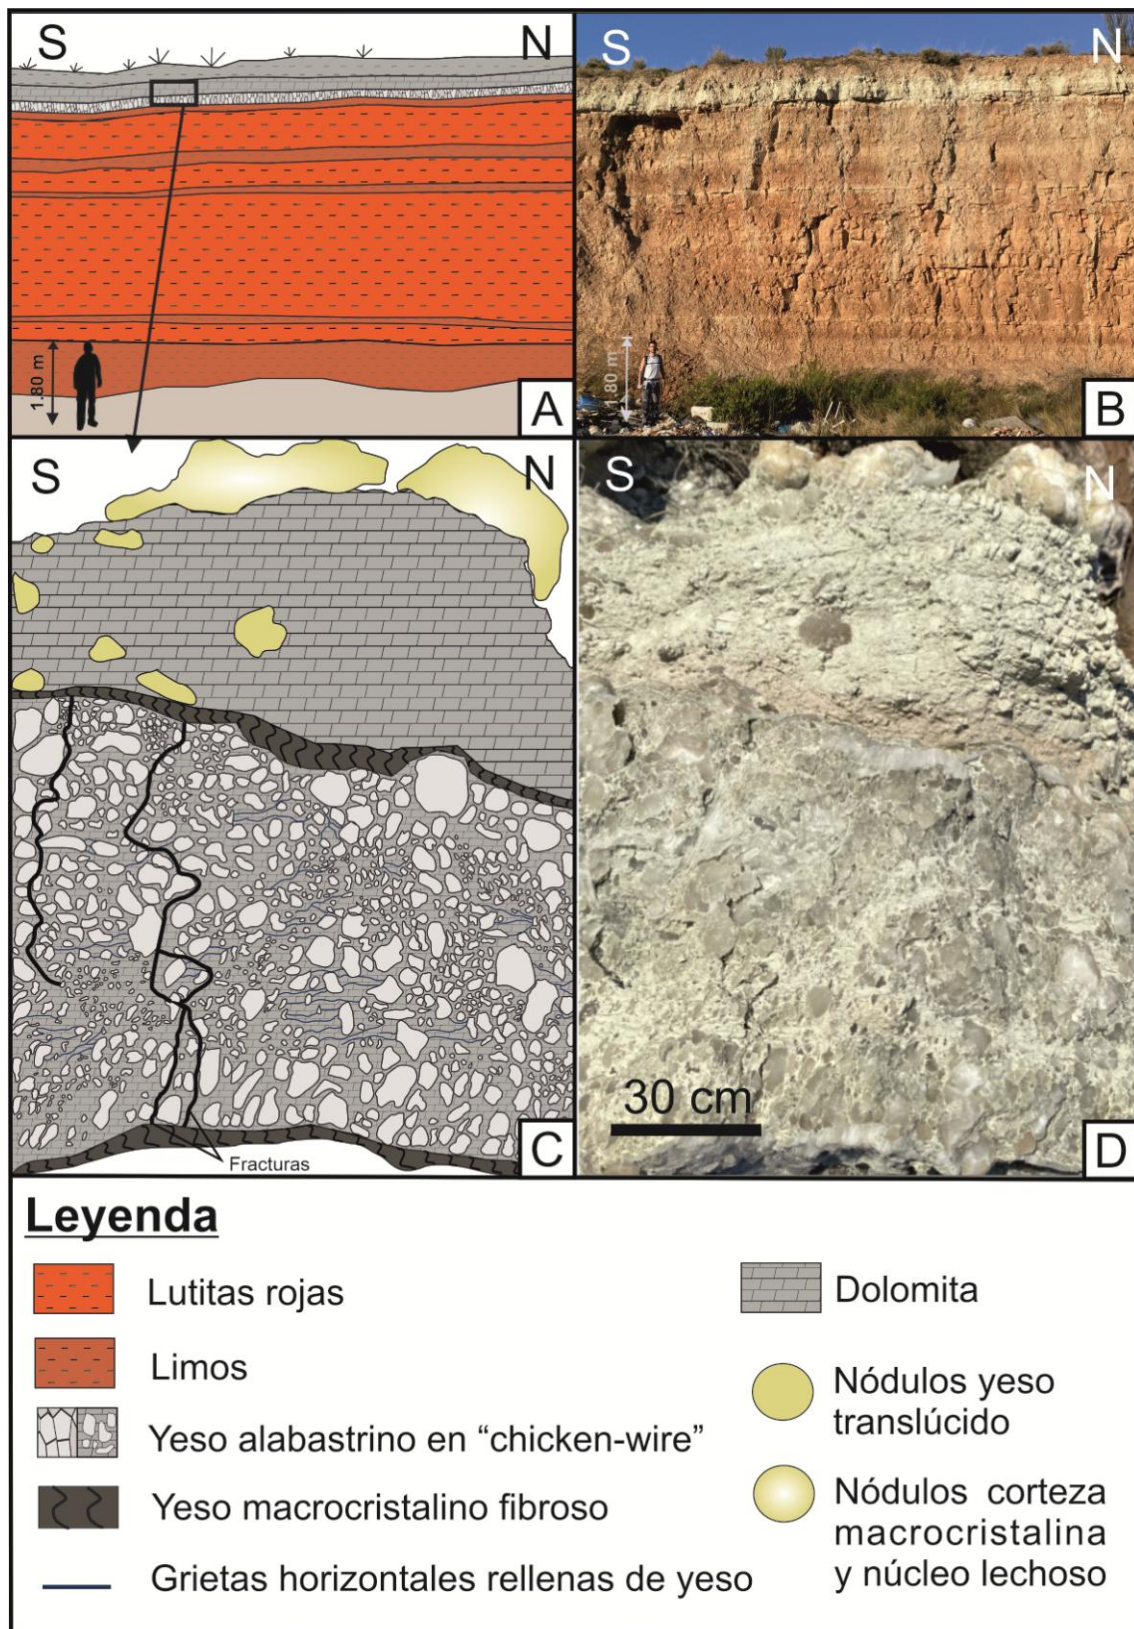 S N
1.80 m
A
S N
1.80 m
B
S N
Fracturas
C
S N
30 cm
D
Leyenda
Lutitas rojas
Limos
Yeso alabastrino en “chicken-wire”
Yeso macrocristalino fibroso
Grietas horizontales rellenas de yeso
Dolomita
Nódulos yeso
translúcido
Nódulos corteza
macrocristalina
y núcleo lechoso